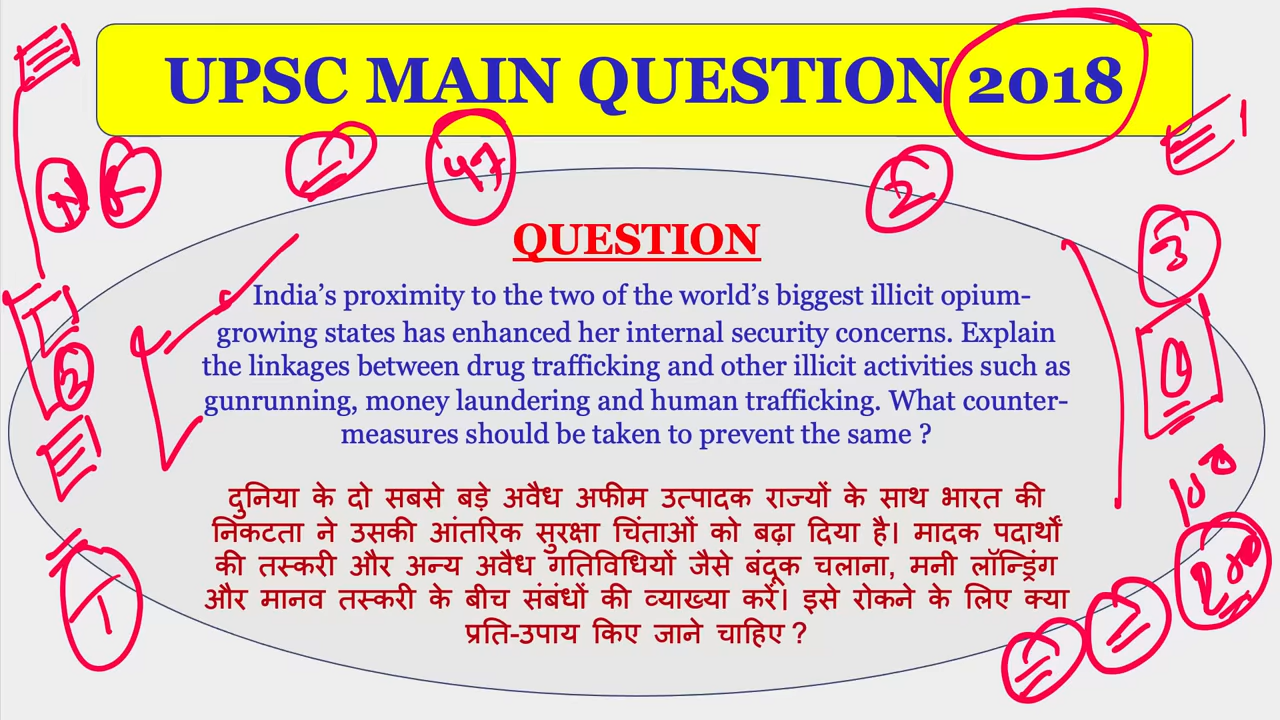 UPSC MAIN QUESTION 2018
47
2
QUESTION
3
India’s proximity to the two of the world’s biggest illicit opium-
growing states has enhanced her internal security concerns. Explain
the linkages between drug trafficking and other illicit activities such as
gunrunning, money laundering and human trafficking. What counter-
measures should be taken to prevent the same ?
दुनिया के दो सबसे बड़े अवैध अफीम उत्पादक राज्यों के साथ भारत की
निकटता ने उसकी आंतरिक सुरक्षा चिंताओं को बढ़ा दिया है। मादक पदार्थों
की तस्करी और अन्य अवैध गतिविधियों जैसे बंदूक चलाना, मनी लॉन्ड्रिंग
और मानव तस्करी के बीच संबंधों की व्याख्या करें। इसे रोकने के लिए क्या
प्रति-उपाय किए जाने चाहिए ?